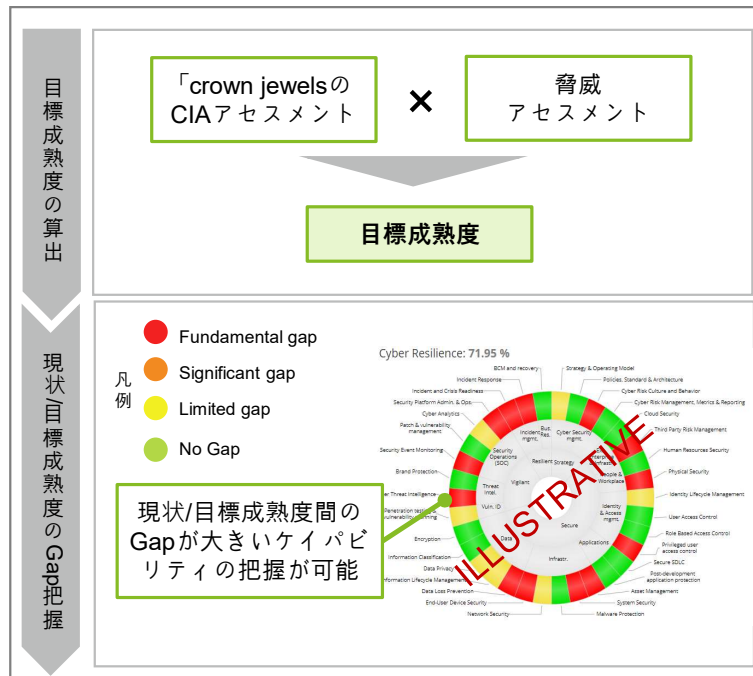 目標成熟度の算出
「crown jewelsの
CIAアセスメント
×
脅威
アセスメント
目標成熟度
現状/目標成熟度のGap把握
凡例
Fundamental gap
Significant gap
Limited gap
No Gap
現状/目標成熟度間の
Gapが大きいケイパビ
リティの把握が可能
Cyber Resilience: 71.95 %
BCM and recovery
Incident Response
Incident and Crisis Readiness
Security Platform Admin. & Ops.
Cyber Analytics
Patch & vulnerability
management
Security Event Monitoring
Brand Protection
er Threat Intelligence
Penetration testing &
vulnerability
Encryption
Information Classification
Data Privacy
Information Lifecycle Management
Data Loss Prevention
End-User Device Security
Network Security
Strategy & Operating Model
Policies, Standard & Architecture
Cyber Risk Culture and Behavior
Cyber Risk Management, Metrics & Reporting
Cloud Security
Third Party Risk Management
Human Resources Security
Physical Security
Identity Lifecycle Management
User Access Control
Role Based Access Control
Privileged user
access control
Secure SDLC
Post-development
application protection
Asset Management
System Security
Malware Protection
Bus.
Res.
Incident
mgmt.
Cyber Security
mgmt.
Security
Operations
(SOC)
Resilient
Strategy
Vigilant
Threat
Intel.
Vuln. ID
Data
Infrastr.
Secure
Applications
Identity
& Access
mgmt.
People &
Workplace
ILLUSTRATIVE